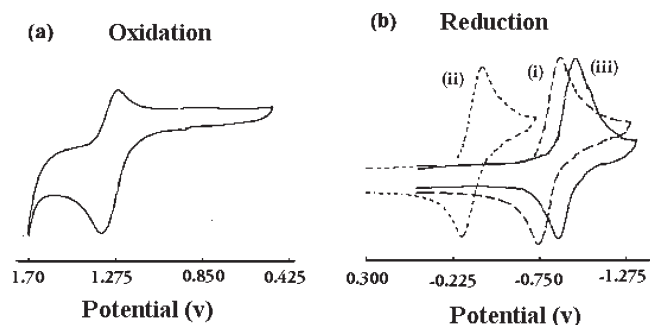 (a) Oxidation
1.70 1.275 0.850 0.425
Potential (v)
(b) Reduction
(ii) (i) (iii)
0.300 -0.225 -0.750 -1.275
Potential (v)